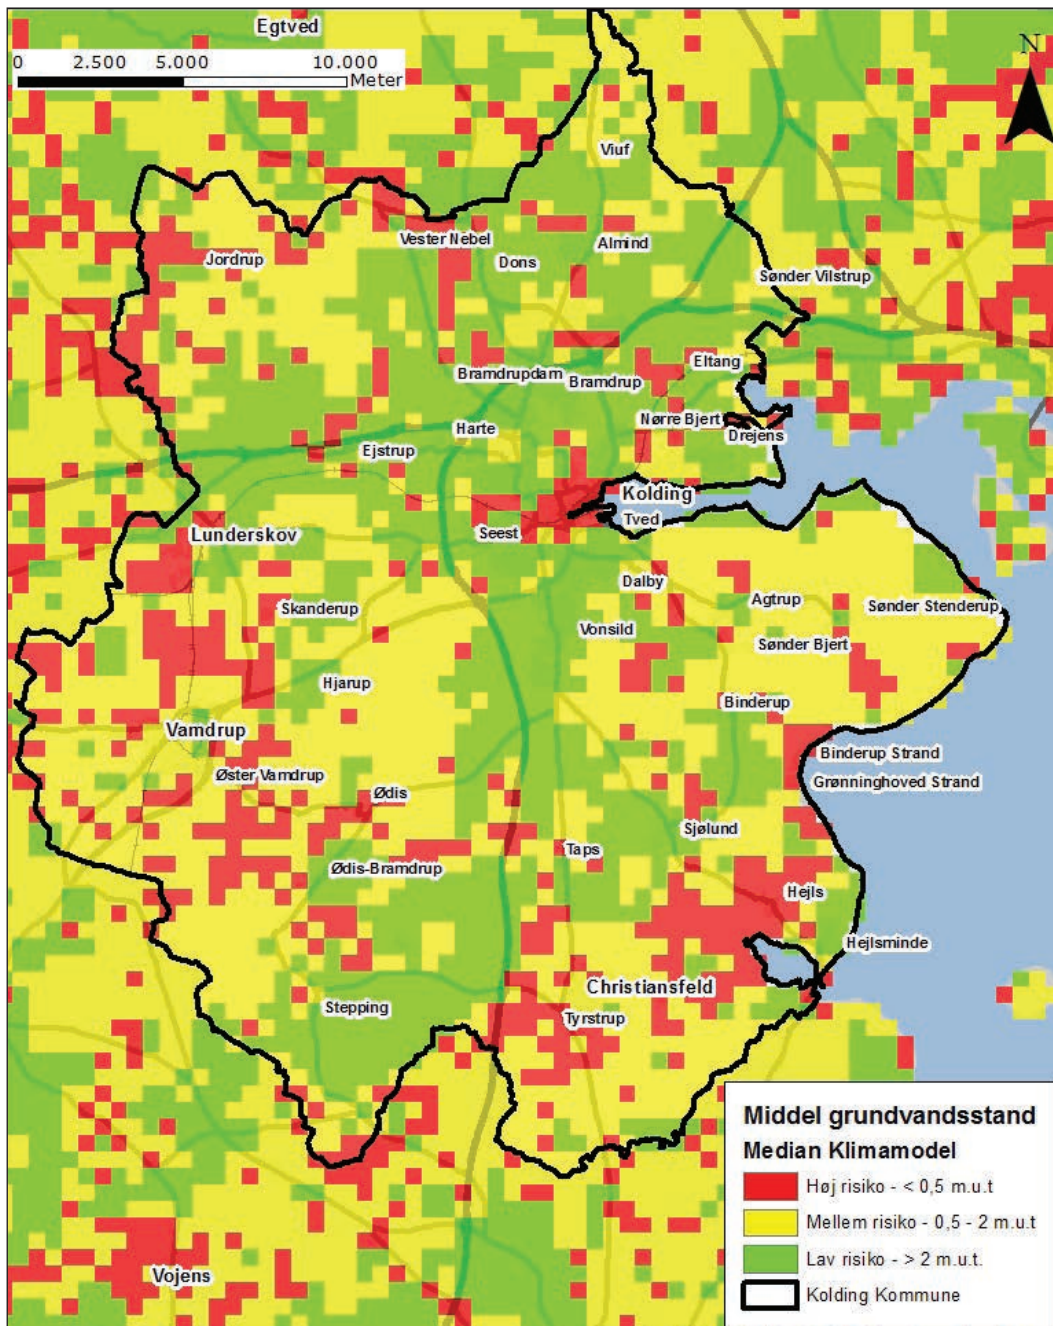 Egtved
0 2.500 5.000 10.000
Meter
N
Viuf
Vester Nebel
Almind
Jordrup
Dons
Sønder Vilstrup
Eltang
Bramdrupdam
Bramdrup
Nørre Bjert
Harte
Drejens
Ejstrup
Kolding
Tved
Lunderskov
Seest
Dalby
Agtrup
Sønder Stenderup
Skanderup
Vonsild
Sønder Bjert
Hjarup
Binderup
Vamdrup
Binderup Strand
Øster Vamdrup
Grønninghoved Strand
Ødis
Sjølund
Taps
Ødis-Bramdrup
Hejls
Hejlsminde
Christiansfeld
Stepping
Tyrstrup
Vojens
Middel grundvandsstand
Median Klimamodel
Høj risiko - < 0,5 m.u.t
Mellem risiko - 0,5 - 2 m.u.t
Lav risiko - > 2 m.u.t.
Kolding Kommune